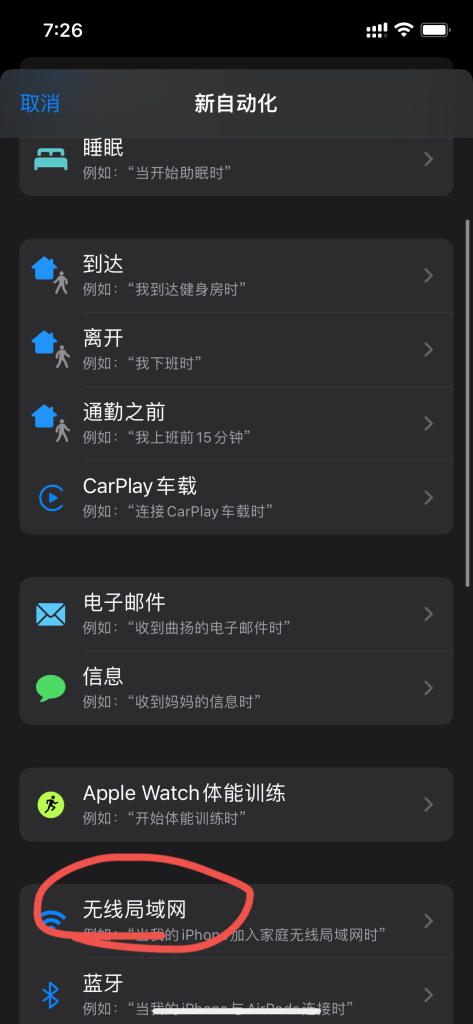 7:26
取消
新自动化
睡眠
例如：“当开始助眠时”
到达
例如：“我到达健身房时”
离开
例如：“我下班时”
通勤之前
例如：“我上班前15分钟”
CarPlay车载
例如：“连接CarPlay车载时”
电子邮件
例如：“收到曲扬的电子邮件时”
信息
例如：“收到妈妈的信息时”
Apple Watch体能训练
例如：“开始体能训练时”
无线局域网
例如：“当我的iPhone加入家庭无线局域网时”
蓝牙
例如：“当我的iPhone与AirPods连接时”